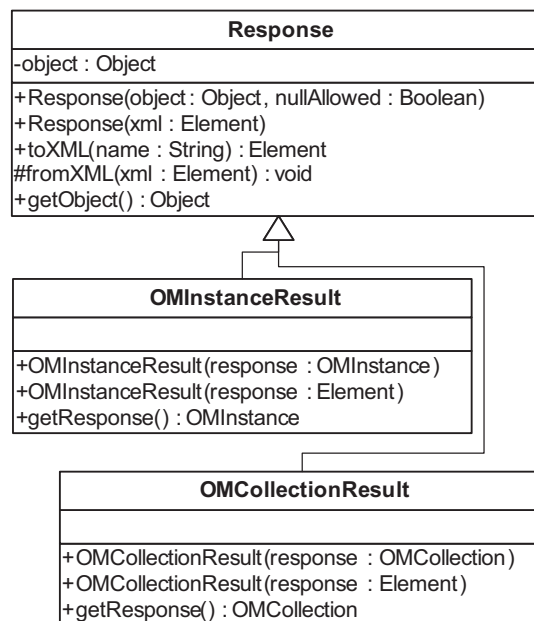 Response
-object : Object
+Response(object : Object, nullAllowed : Boolean)
+Response(xml : Element)
+toXML(name : String) : Element
#fromXML(xml : Element) : void
+getObject() : Object
OMInstanceResult
+OMInstanceResult(response : OMInstance)
+OMInstanceResult(response : Element)
+getResponse() : OMInstance
OMCollectionResult
+OMCollectionResult(response : OMCollection)
+OMCollectionResult(response : Element)
+getResponse() : OMCollection